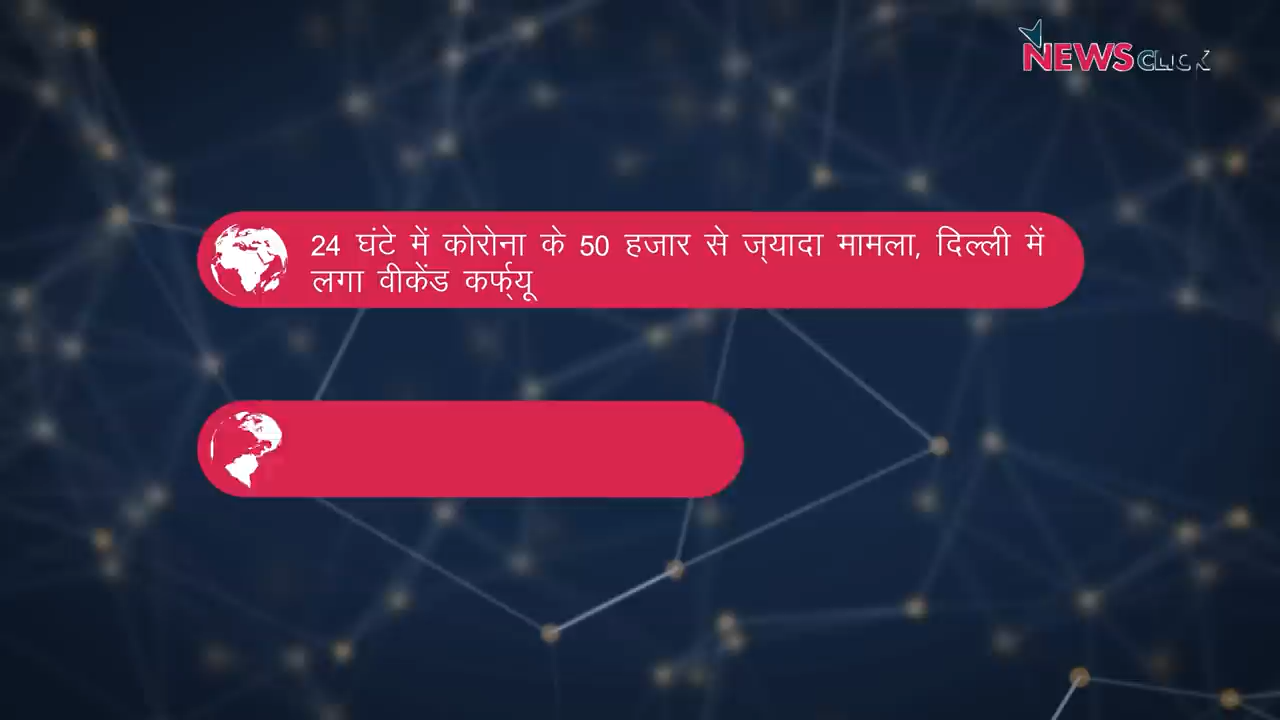 NEWSCLICK
24 घंटे में कोरोना के 50 हजार से ज्यादा मामला, दिल्ली में
लगा वीकेंड कर्फ्यू